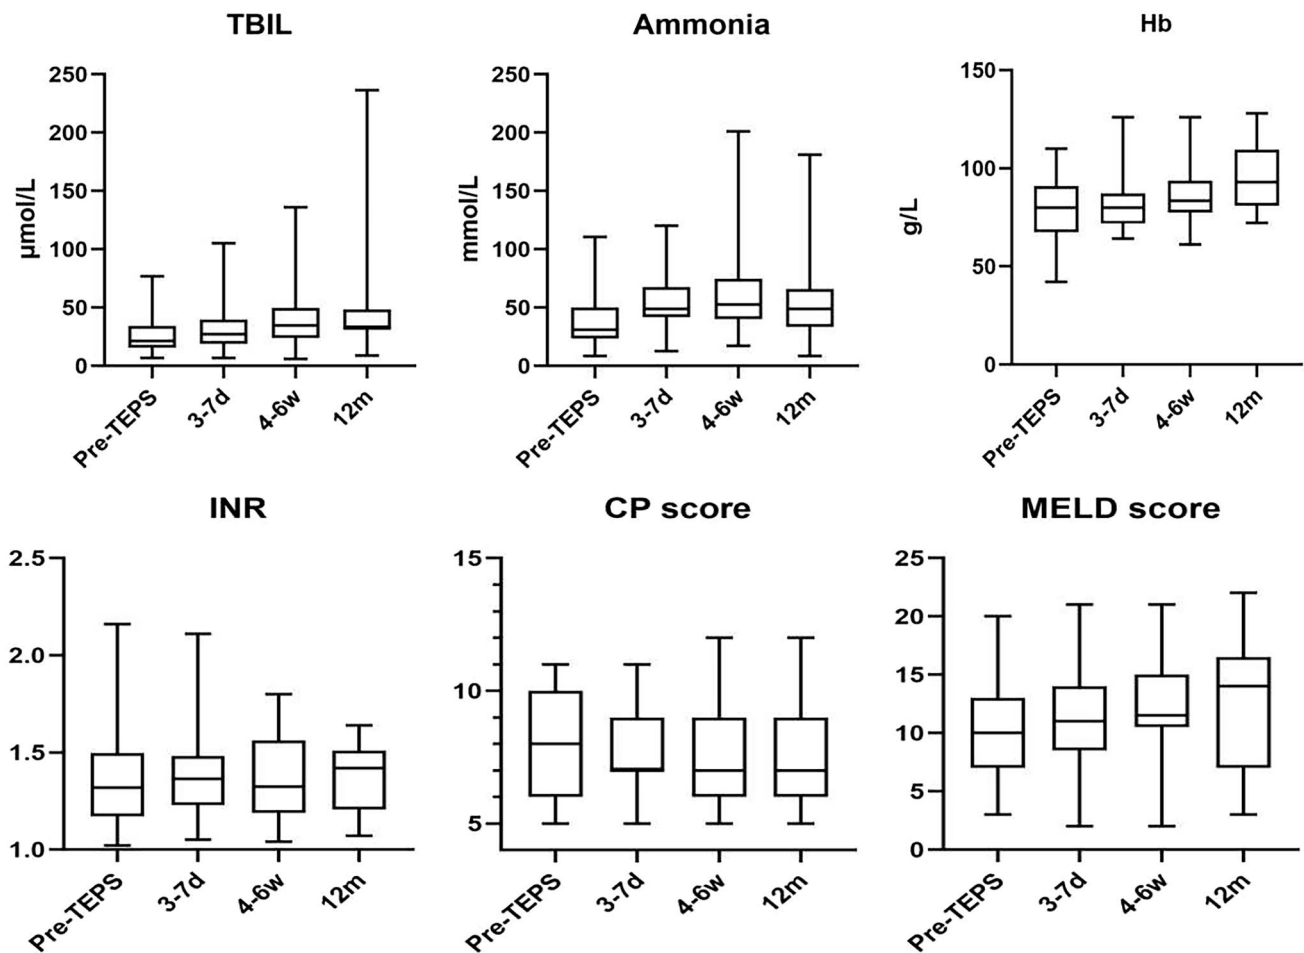 TBIL
250
200
150
100
50
0
μmol/L
Pre-TEPS
3-7d
4-6w
12m
Ammonia
250
200
150
100
50
0
mmol/L
Pre-TEPS
3-7d
4-6w
12m
Hb
150
100
50
0
g/L
Pre-TEPS
3-7d
4-6w
12m
INR
2.5
2.0
1.5
1.0
Pre-TEPS
3-7d
4-6w
12m
CP score
15
10
5
Pre-TEPS
3-7d
4-6w
12m
MELD score
25
20
15
10
5
0
Pre-TEPS
3-7d
4-6w
12m